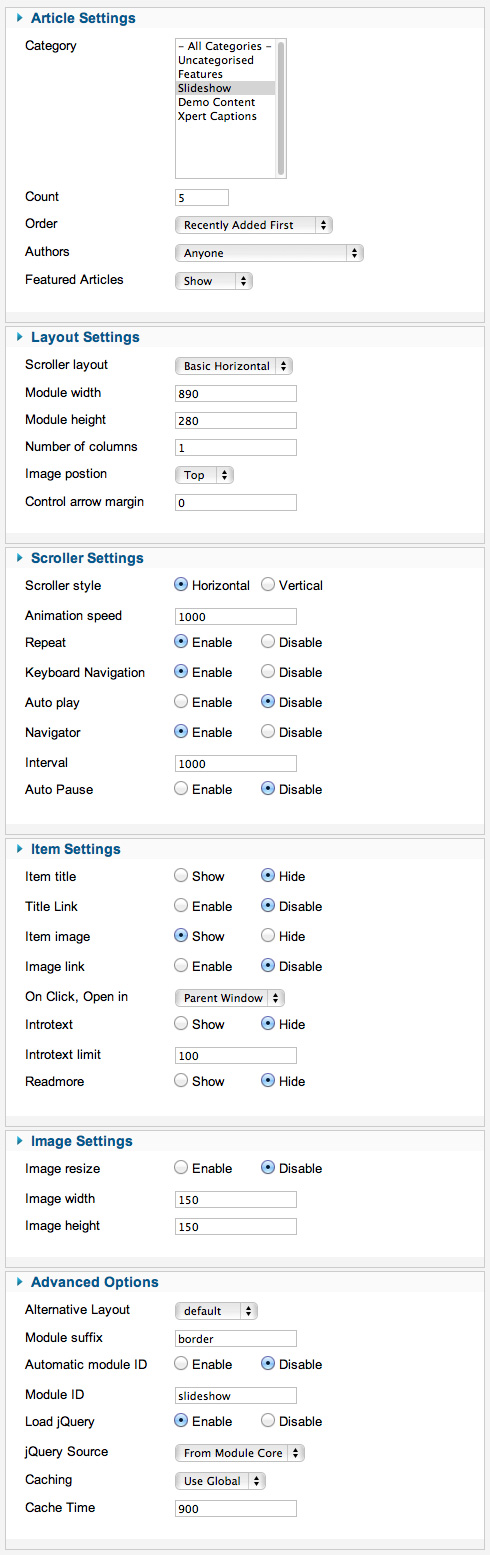 Article Settings
Category
– All Categories –
Uncategorised
Features
Slideshow
Demo Content
Xpert Captions
Count 5
Order Recently Added First
Authors Anyone
Featured Articles Show
Layout Settings
Scroller layout Basic Horizontal
Module width 890
Module height 280
Number of columns 1
Image postion Top
Control arrow margin 0
Scroller Settings
Scroller style Horizontal Vertical
Animation speed 1000
Repeat Enable Disable
Keyboard Navigation Enable Disable
Auto play Enable Disable
Navigator Enable Disable
Interval 1000
Auto Pause Enable Disable
Item Settings
Item title Show Hide
Title Link Enable Disable
Item image Show Hide
Image link Enable Disable
On Click, Open in Parent Window
Introtext Show Hide
Introtext limit 100
Readmore Show Hide
Image Settings
Image resize Enable Disable
Image width 150
Image height 150
Advanced Options
Alternative Layout default
Module suffix border
Automatic module ID Enable Disable
Module ID slideshow
Load jQuery Enable Disable
jQuery Source From Module Core
Caching Use Global
Cache Time 900